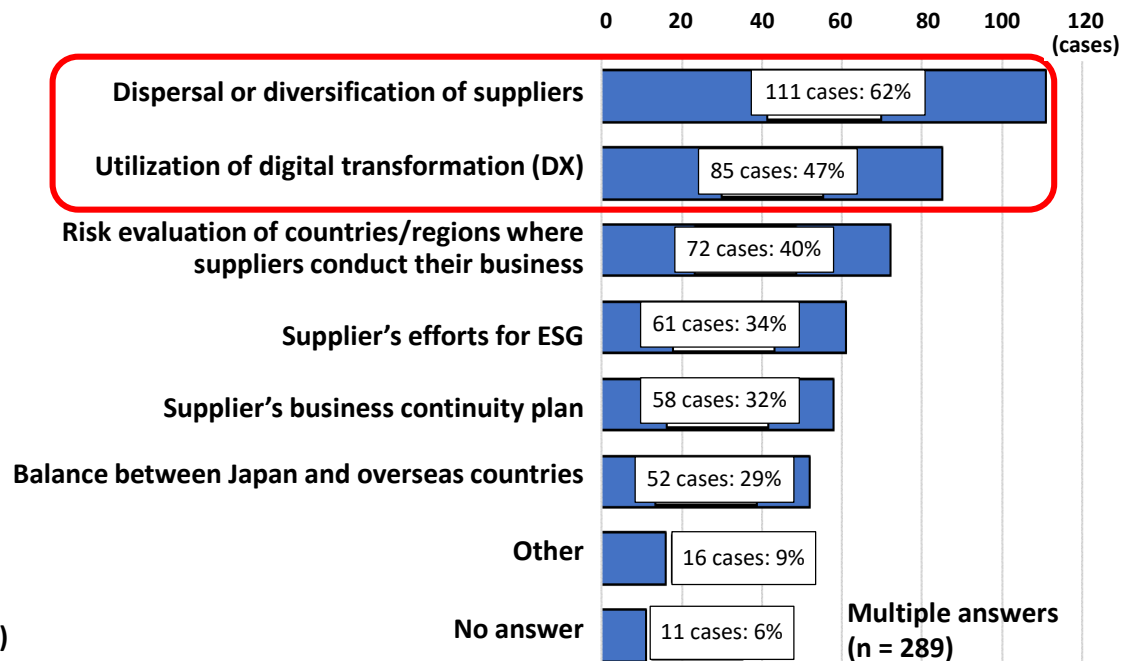 0 20 40 60 80 100 120
(cases)
Dispersal or diversification of suppliers 111 cases: 62%
Utilization of digital transformation (DX) 85 cases: 47%
Risk evaluation of countries/regions where
suppliers conduct their business 72 cases: 40%
Supplier’s efforts for ESG 61 cases: 34%
Supplier’s business continuity plan 58 cases: 32%
Balance between Japan and overseas countries 52 cases: 29%
Other 16 cases: 9%
No answer 11 cases: 6%
Multiple answers
(n = 289)
)